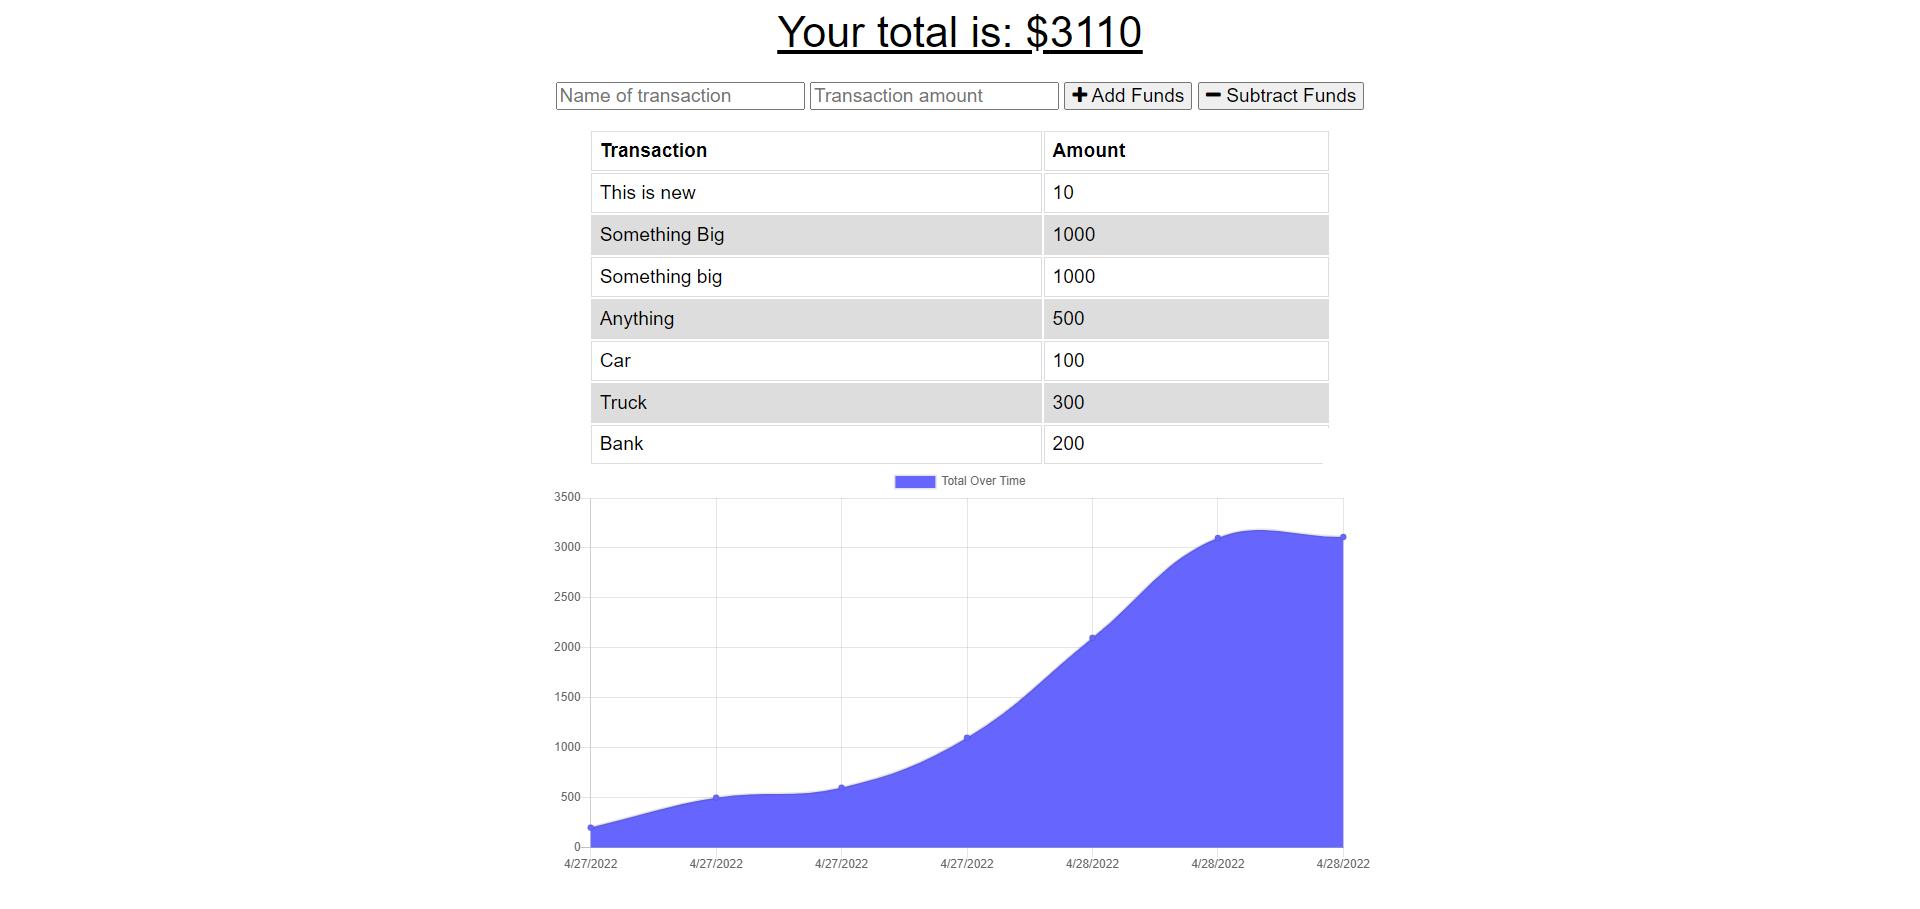 Your total is: $3110
Name of transaction Transaction amount Add Funds Subtract Funds
Transaction Amount
This is new 10
Something Big 1000
Something big 1000
Anything 500
Car 100
Truck 300
Bank 200
Total Over Time
3500
3000
2500
2000
1500
1000
500
0
4/27/2022 4/27/2022 4/27/2022 4/27/2022 4/28/2022 4/28/2022 4/28/2022